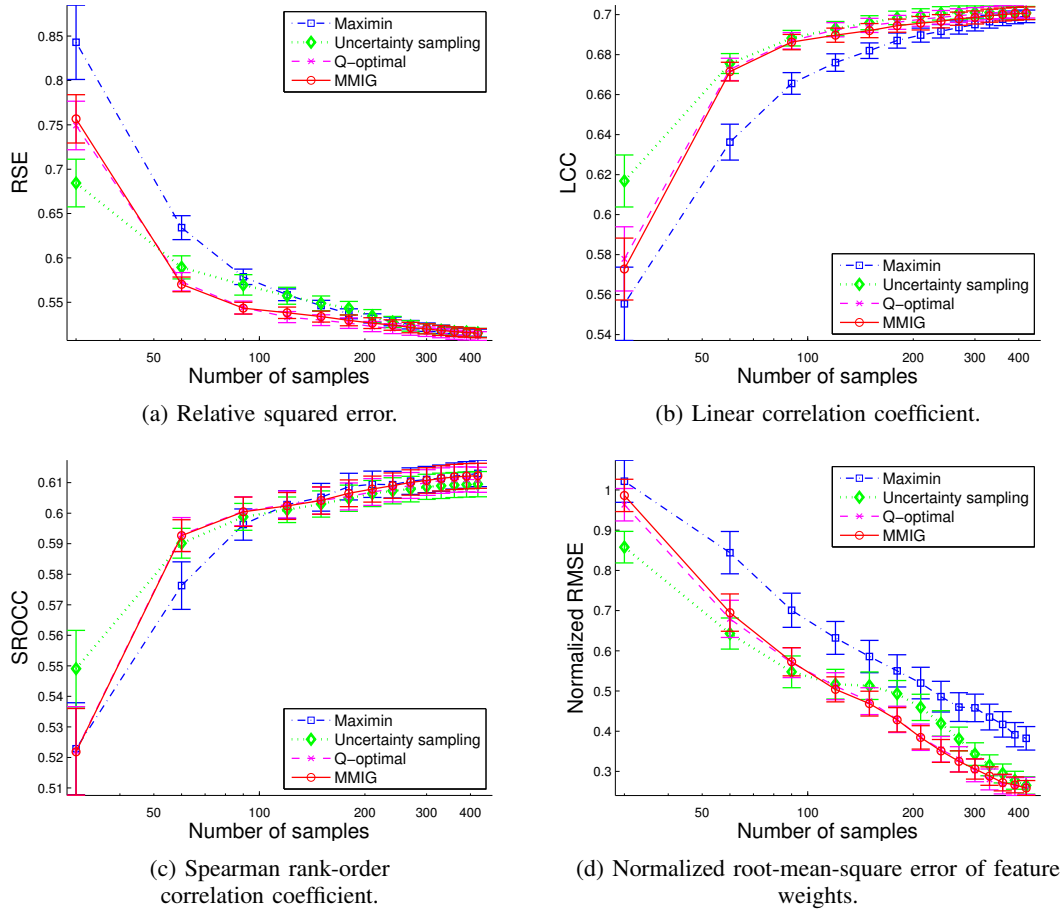 0.85
0.8
0.75
0.7
0.65
0.6
0.55
RSE
50
100
200
300
400
Number of samples
Maximin
Uncertainty sampling
Q-optimal
MMIG
(a) Relative squared error.
0.7
0.68
0.66
0.64
0.62
0.6
0.58
0.56
0.54
LCC
50
100
200
300
400
Number of samples
Maximin
Uncertainty sampling
Q-optimal
MMIG
(b) Linear correlation coefficient.
0.61
0.6
0.59
0.58
0.57
0.56
0.55
0.54
0.53
0.52
0.51
SROCC
50
100
200
300
400
Number of samples
Maximin
Uncertainty sampling
Q-optimal
MMIG
(c) Spearman rank-order
correlation coefficient.
1
0.9
0.8
0.7
0.6
0.5
0.4
0.3
Normalized RMSE
50
100
200
300
400
Number of samples
Maximin
Uncertainty sampling
Q-optimal
MMIG
(d) Normalized root-mean-square error of feature
weights.